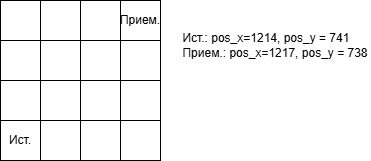 Прием.
Ист.: pos_x=1214, pos_y = 741
Прием.: pos_x=1217, pos_y = 738
Ист.